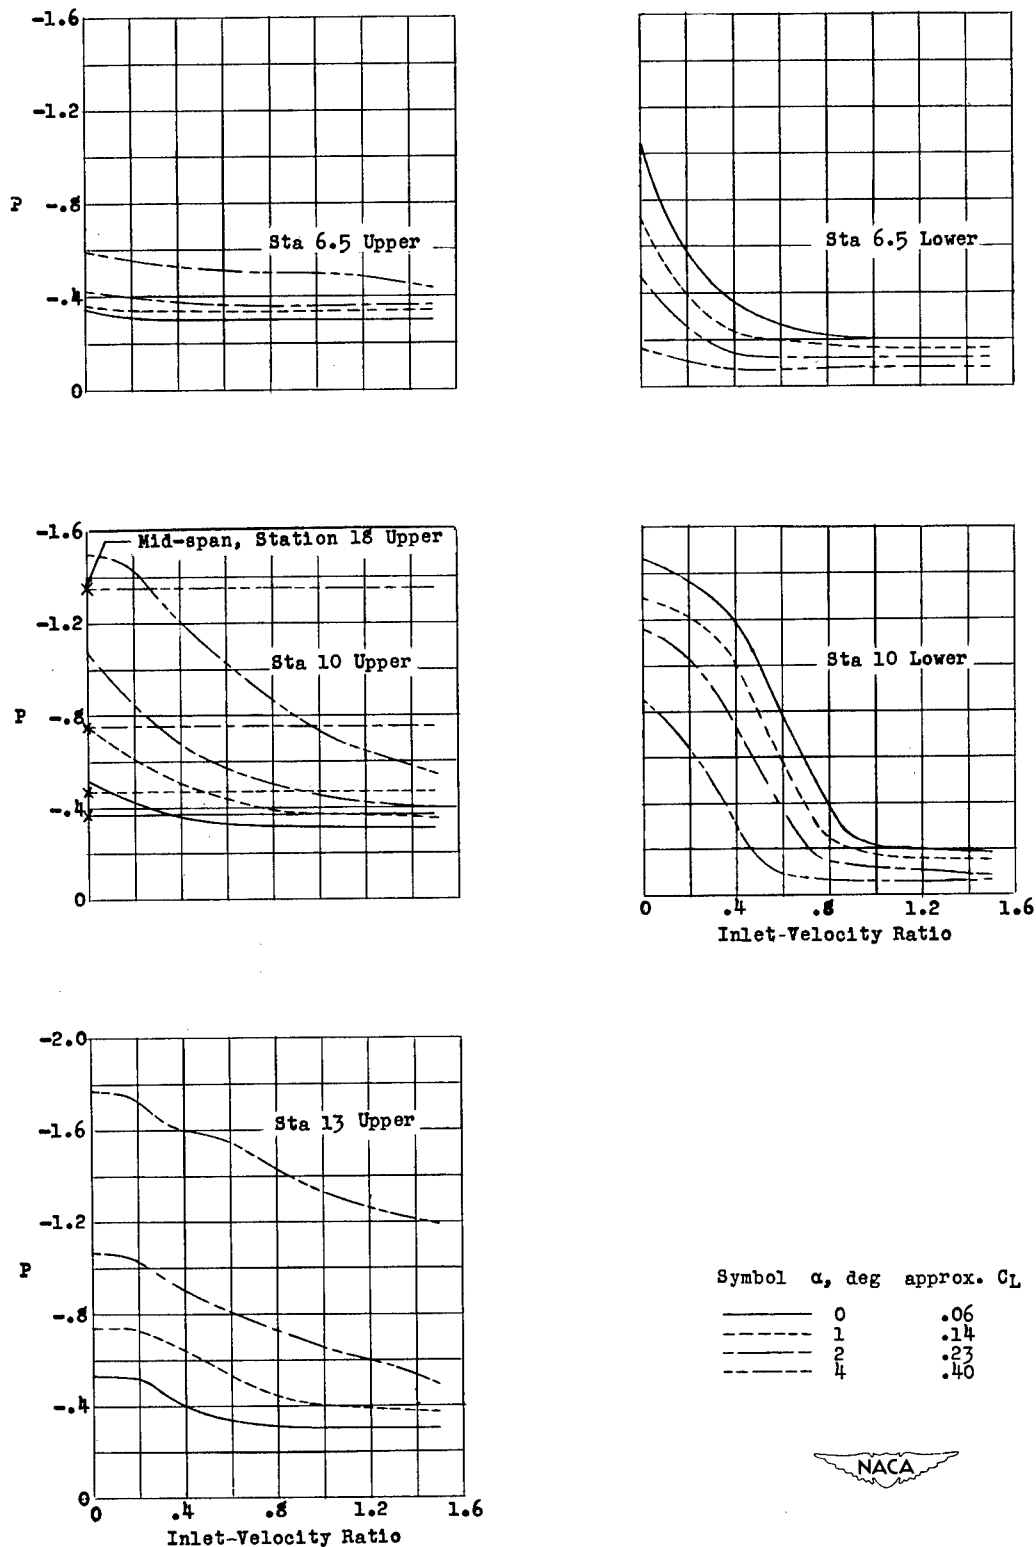 -1.6
-1.2
P -.8
-.4
0
Sta 6.5 Upper
Sta 6.5 Lower
-1.6
-1.2
P -.8
-.4
0
Mid-span, Station 18 Upper
Sta 10 Upper
Sta 10 Lower
0 .4 .8 1.2 1.6
Inlet-Velocity Ratio
-2.0
-1.6
-1.2
P
-.8
-.4
0
Sta 13 Upper
0 .4 .8 1.2 1.6
Inlet-Velocity Ratio
Symbol α, deg approx. CL
0 .06
1 .14
2 .23
4 .40
NACA